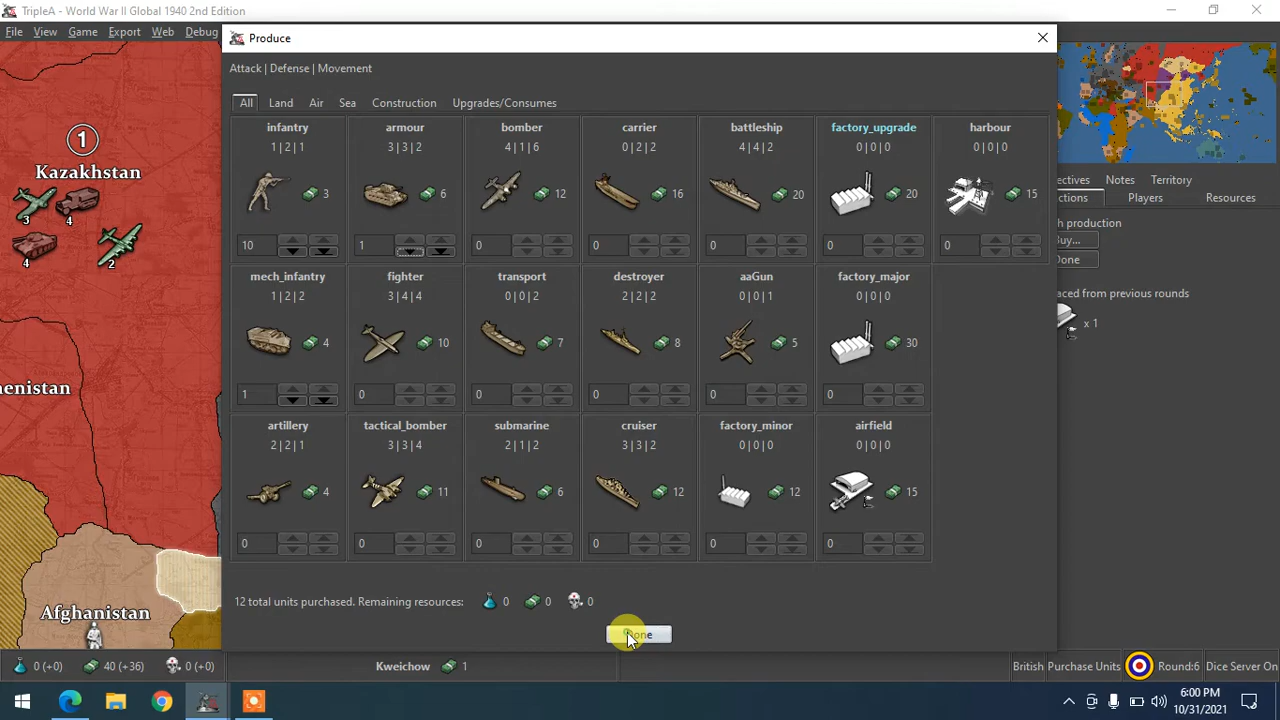 TripleA - World War II Global 1940 2nd Edition
File View Game Export Web Debug
Produce
Attack | Defense | Movement
All Land Air Sea Construction Upgrades/Consumes
infantry armour bomber carrier battleship factory_upgrade harbour
1|2|1 3|3|2 4|1|6 0|2|2 4|4|2 0|0|0 0|0|0
3 6 12 16 20 20 15
10 1 0 0 0 0 0
mech_infantry fighter transport destroyer aaGun factory_major
1|2|2 3|4|4 0|0|2 2|2|2 0|0|1 0|0|0
4 10 7 8 5 30
1 0 0 0 0 0
artillery tactical_bomber submarine cruiser factory_minor airfield
2|2|1 3|3|4 2|1|2 3|3|2 0|0|0 0|0|0
4 11 6 12 12 15
0 0 0 0 0 0
12 total units purchased. Remaining resources: 0 0 0
1
Kazakhstan
3 4
4 2
enistan
Afghanistan
ectives Notes Territory
ctions Players Resources
h production
Buy...
Done
aced from previous rounds
x 1
0 (+0) 40 (+36) 0 (+0) Kweichow 1 British Purchase Units Round:6 Dice Server On
6:00 PM
10/31/2021